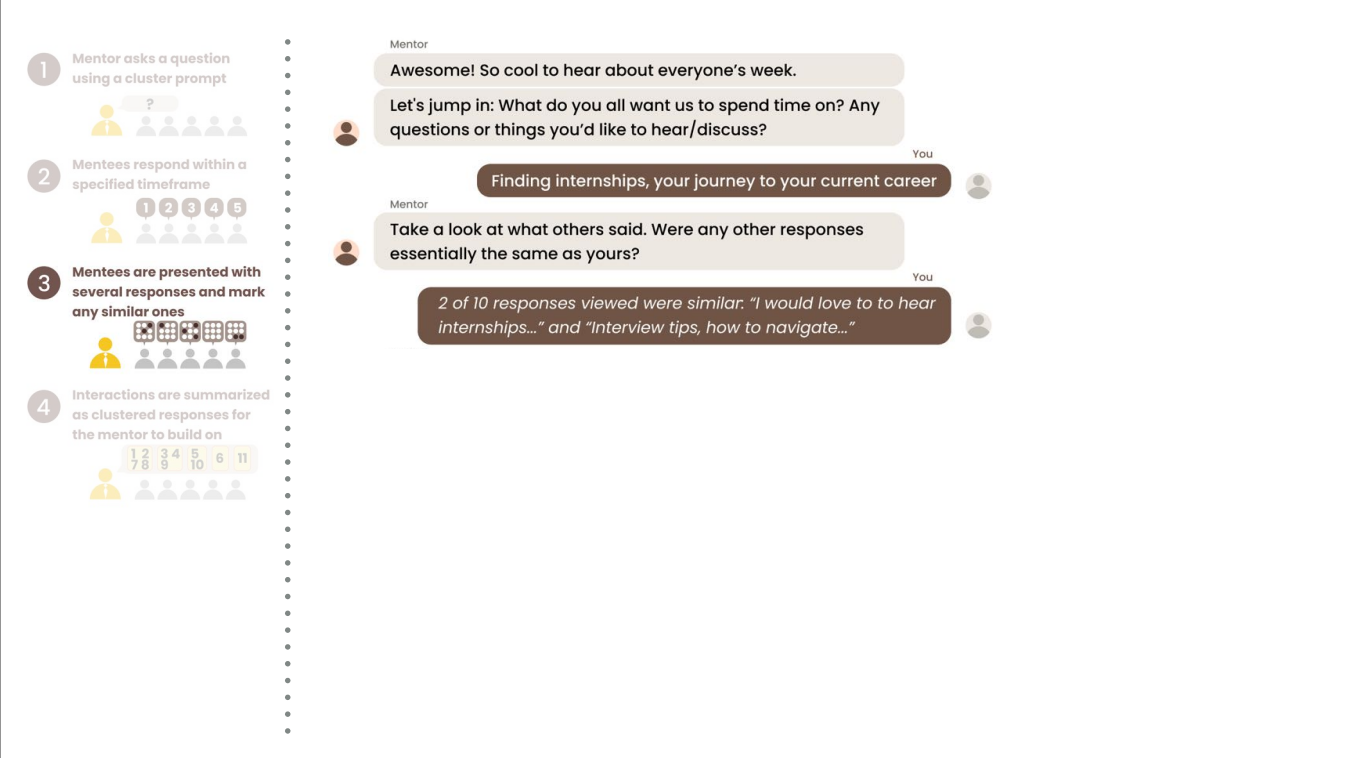 1
Mentor asks a question
using a cluster prompt
?
2
Mentees respond within a
specified timeframe
1 2 3 4 5
3
Mentees are presented with
several responses and mark
any similar ones
4
Interactions are summarized
as clustered responses for
the mentor to build on
1 2 3 4 5 6 11
7 8 9 10
Mentor
Awesome! So cool to hear about everyone's week.
Let's jump in: What do you all want us to spend time on? Any
questions or things you'd like to hear/discuss?
You
Finding internships, your journey to your current career
Mentor
Take a look at what others said. Were any other responses
essentially the same as yours?
You
2 of 10 responses viewed were similar: “I would love to to hear
internships...” and “Interview tips, how to navigate...”